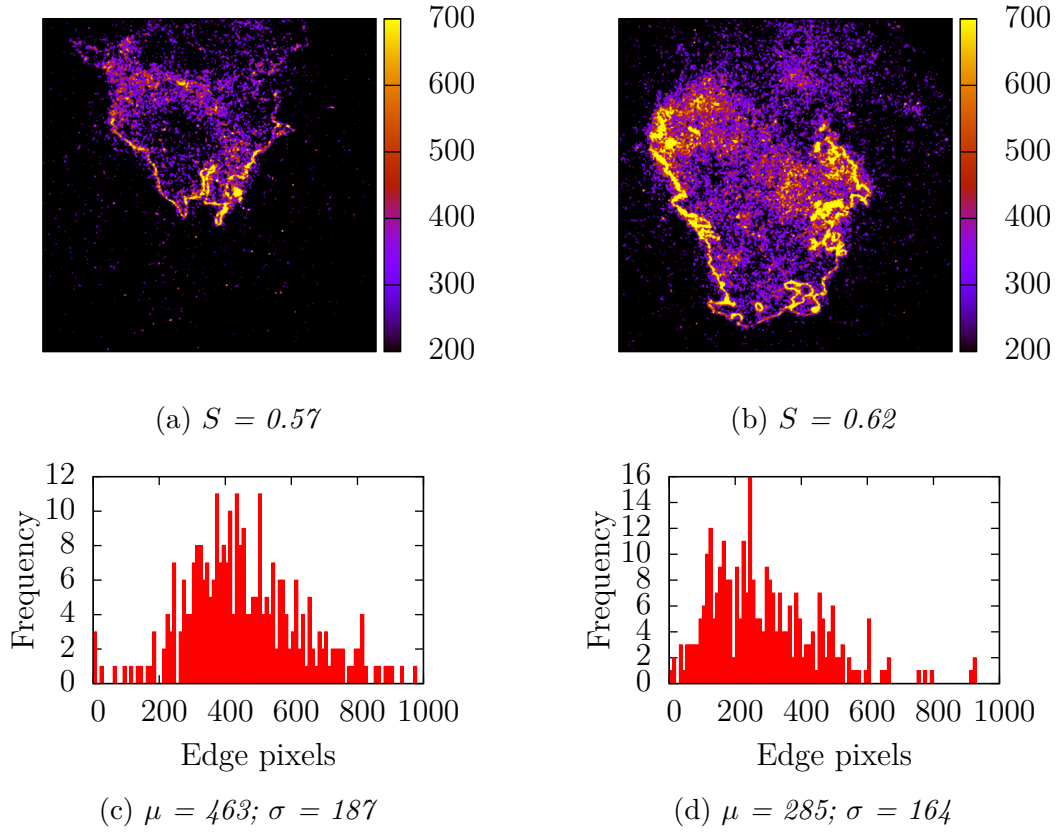 700
600
500
400
300
200
(a) S = 0.57
700
600
500
400
300
200
(b) S = 0.62
12
10
8
6
4
2
0
Frequency
0 200 400 600 800 1000
Edge pixels
(c) μ = 463; σ = 187
16
14
12
10
8
6
4
2
0
Frequency
0 200 400 600 800 1000
Edge pixels
(d) μ = 285; σ = 164